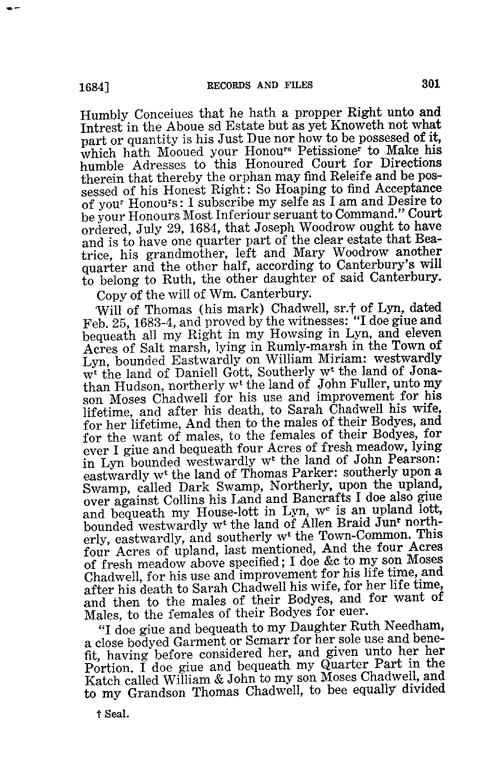 1684] RECORDS AND FILES 301
Humbly Conceiues that he hath a propper Right unto and
Intrest in the Aboue sd Estate but as yet Knoweth not what
part or quantity is his Just Due nor how to be possesed of it,
which hath Mooued your Honouʳˢ Petissioneʳ to Make his
humble Adresses to this Honoured Court for Directions
therein that thereby the orphan may find Releife and be pos-
sessed of his Honest Right: So Hoaping to find Acceptance
of youʳ Honouʳs: I subscribe my selfe as I am and Desire to
be your Honours Most Inferiour seruant to Command." Court
ordered, July 29, 1684, that Joseph Woodrow ought to have
and is to have one quarter part of the clear estate that Bea-
trice, his grandmother, left and Mary Woodrow another
quarter and the other half, according to Canterbury's will
to belong to Ruth, the other daughter of said Canterbury.
Copy of the will of Wm. Canterbury.
Will of Thomas (his mark) Chadwell, sr.† of Lyn, dated
Feb. 25, 1683-4, and proved by the witnesses: "I doe giue and
bequeath all my Right in my Howsing in Lyn, and eleven
Acres of Salt marsh, lying in Rumly-marsh in the Town of
Lyn, bounded Eastwardly on William Miriam: westwardly
wᵗ the land of Daniell Gott, Southerly wᵗ the land of Jona-
than Hudson, northerly wᵗ the land of John Fuller, unto my
son Moses Chadwell for his use and improvement for his
lifetime, and after his death, to Sarah Chadwell his wife,
for her lifetime, And then to the males of their Bodyes, and
for the want of males, to the females of their Bodyes, for
ever I giue and bequeath four Acres of fresh meadow, lying
in Lyn bounded westwardly wᵗ the land of John Pearson:
eastwardly wᵗ the land of Thomas Parker: southerly upon a
Swamp, called Dark Swamp, Northerly, upon the upland,
over against Collins his Land and Bancrafts I doe also giue
and bequeath my House-lott in Lyn, wᶜ is an upland lott,
bounded westwardly wᵗ the land of Allen Braid Junʳ north-
erly, eastwardly, and southerly wᵗ the Town-Common. This
four Acres of upland, last mentioned, And the four Acres
of fresh meadow above specified; I doe &c to my son Moses
Chadwell, for his use and improvement for his life time, and
after his death to Sarah Chadwell his wife, for her life time,
and then to the males of their Bodyes, and for want of
Males, to the females of their Bodyes for euer.
"I doe giue and bequeath to my Daughter Ruth Needham,
a close bodyed Garment or Semarr for her sole use and bene-
fit, having before considered her, and given unto her her
Portion. I doe giue and bequeath my Quarter Part in the
Katch called William & John to my son Moses Chadwell, and
to my Grandson Thomas Chadwell, to bee equally divided
† Seal.